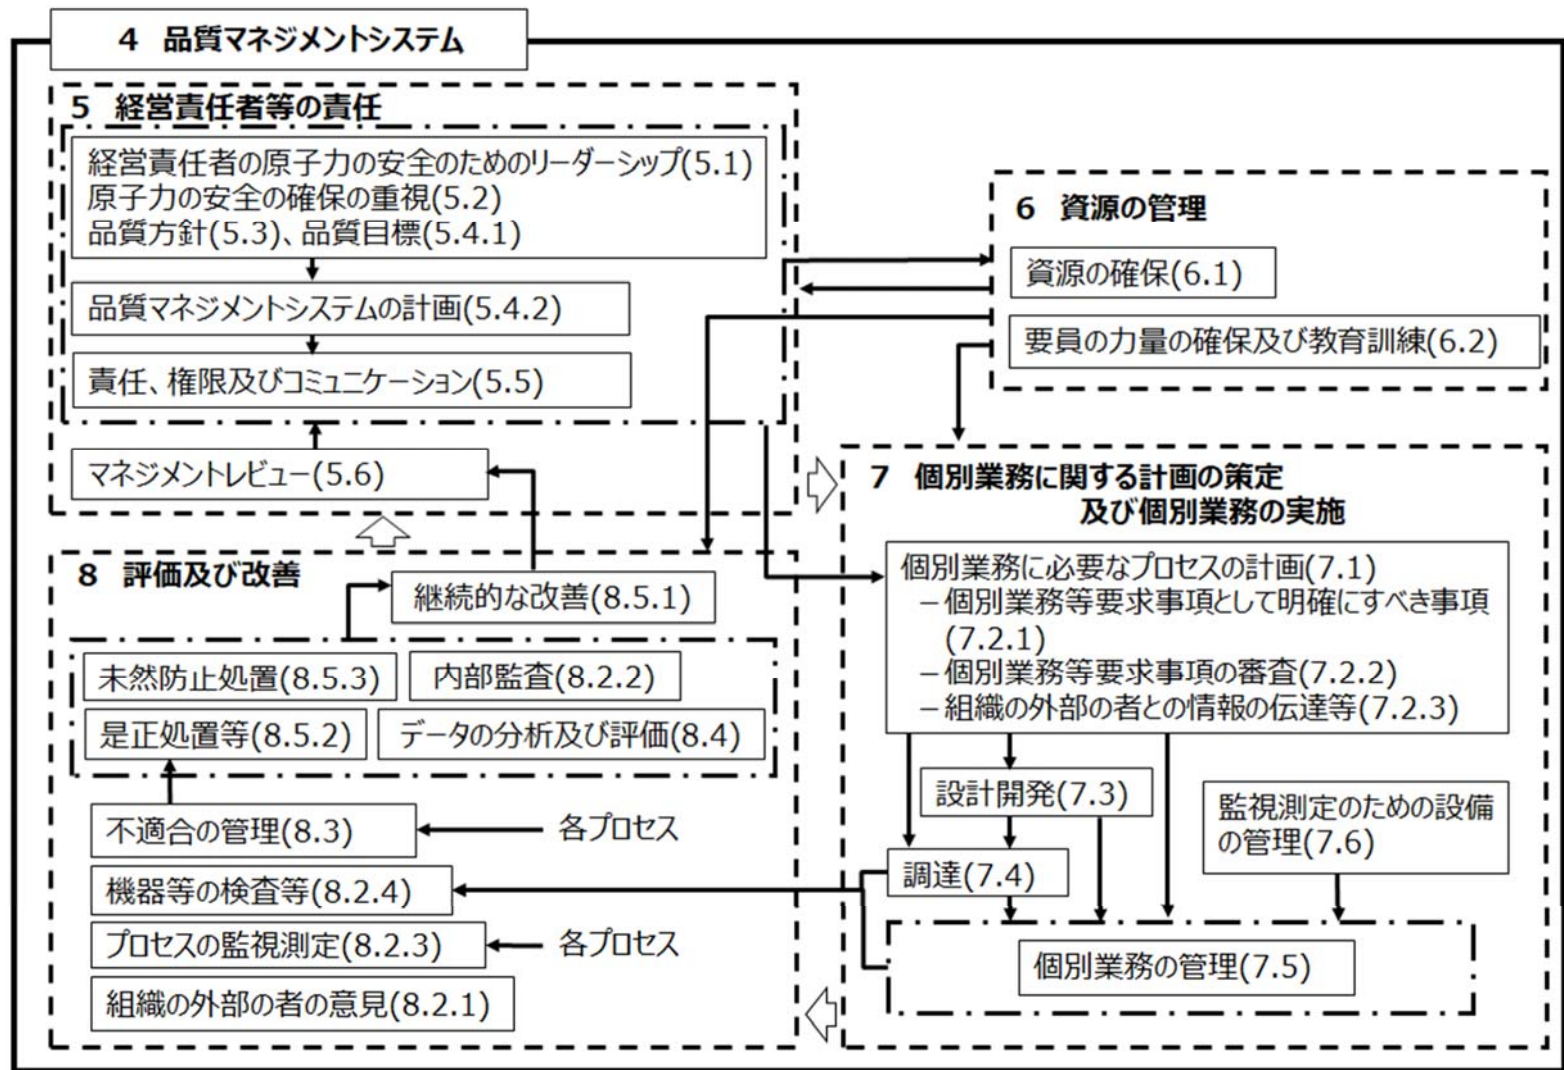 4 品質マネジメントシステム
5 経営責任者等の責任
経営責任者の原子力の安全のためのリーダーシップ(5.1)
原子力の安全の確保の重視(5.2)
品質方針(5.3)、品質目標(5.4.1)
品質マネジメントシステムの計画(5.4.2)
責任、権限及びコミュニケーション(5.5)
マネジメントレビュー(5.6)
6 資源の管理
資源の確保(6.1)
要員の力量の確保及び教育訓練(6.2)
7 個別業務に関する計画の策定
及び個別業務の実施
個別業務に必要なプロセスの計画(7.1)
－個別業務等要求事項として明確にすべき事項
(7.2.1)
－個別業務等要求事項の審査(7.2.2)
－組織の外部の者との情報の伝達等(7.2.3)
設計開発(7.3)
調達(7.4)
監視測定のための設備
の管理(7.6)
個別業務の管理(7.5)
8 評価及び改善
継続的な改善(8.5.1)
未然防止処置(8.5.3)
内部監査(8.2.2)
是正処置等(8.5.2)
データの分析及び評価(8.4)
不適合の管理(8.3)
各プロセス
機器等の検査等(8.2.4)
プロセスの監視測定(8.2.3)
各プロセス
組織の外部の者の意見(8.2.1)